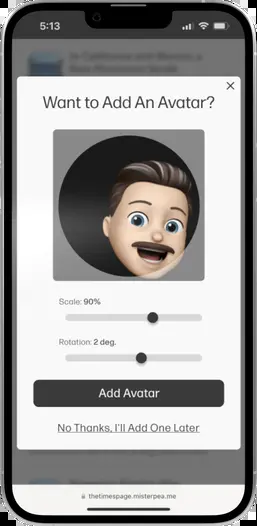 5:13
Want to Add An Avatar?
Scale: 90%
Rotation: 2 deg.
Add Avatar
No Thanks, I'll Add One Later
thetimespage.misterpea.me